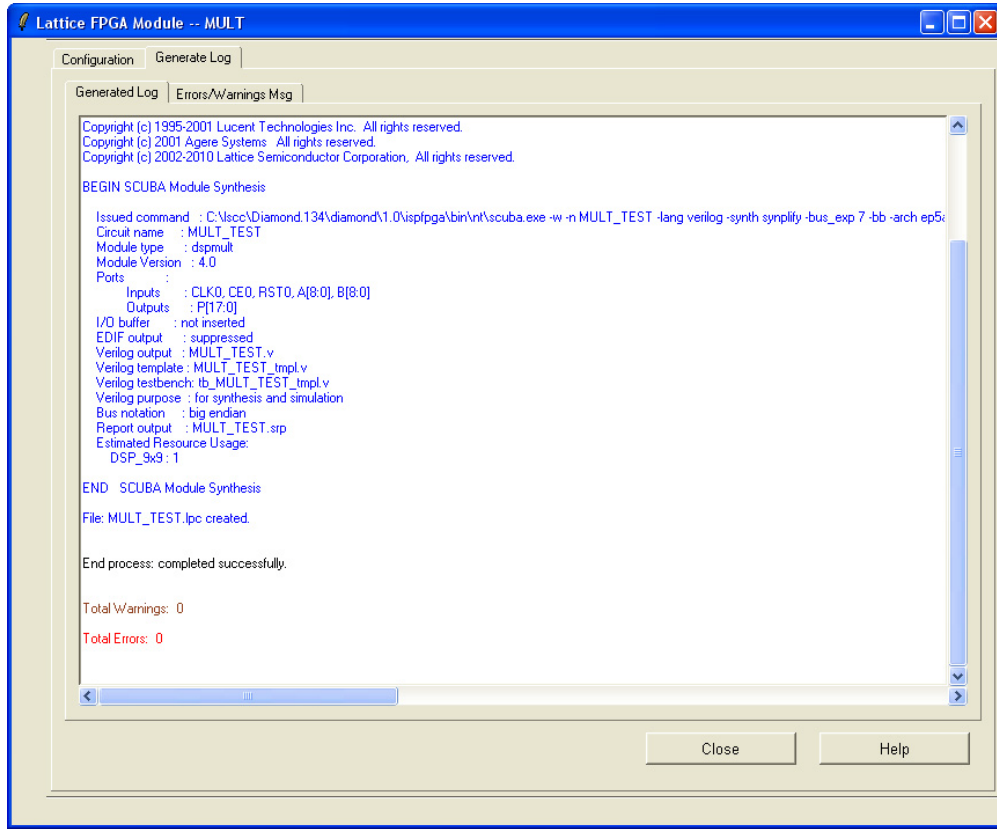 Lattice FPGA Module -- MULT
Configuration Generate Log
Generated Log Errors/Warnings Msg
Copyright (c) 1995-2001 Lucent Technologies Inc. All rights reserved.
Copyright (c) 2001 Agere Systems All rights reserved.
Copyright (c) 2002-2010 Lattice Semiconductor Corporation, All rights reserved.
BEGIN SCUBA Module Synthesis
Issued command : C:\lscc\Diamond.134\diamond\1.0\ispfpga\bin\nt\scuba.exe -w -n MULT_TEST -lang verilog -synth synplify -bus_exp 7 -bb -arch ep5
Circuit name : MULT_TEST
Module type : dspmult
Module Version : 4.0
Ports :
Inputs : CLK0, CE0, RST0, A[8:0], B[8:0]
Outputs : P[17:0]
I/O buffer : not inserted
EDIF output : suppressed
Verilog output : MULT_TEST.v
Verilog template : MULT_TEST_tmpl.v
Verilog testbench: tb_MULT_TEST_tmpl.v
Verilog purpose : for synthesis and simulation
Bus notation : big endian
Report output : MULT_TEST.srp
Estimated Resource Usage:
DSP_9x9 : 1
END SCUBA Module Synthesis
File: MULT_TEST.lpc created.
End process: completed successfully.
Total Warnings: 0
Total Errors: 0
Close Help